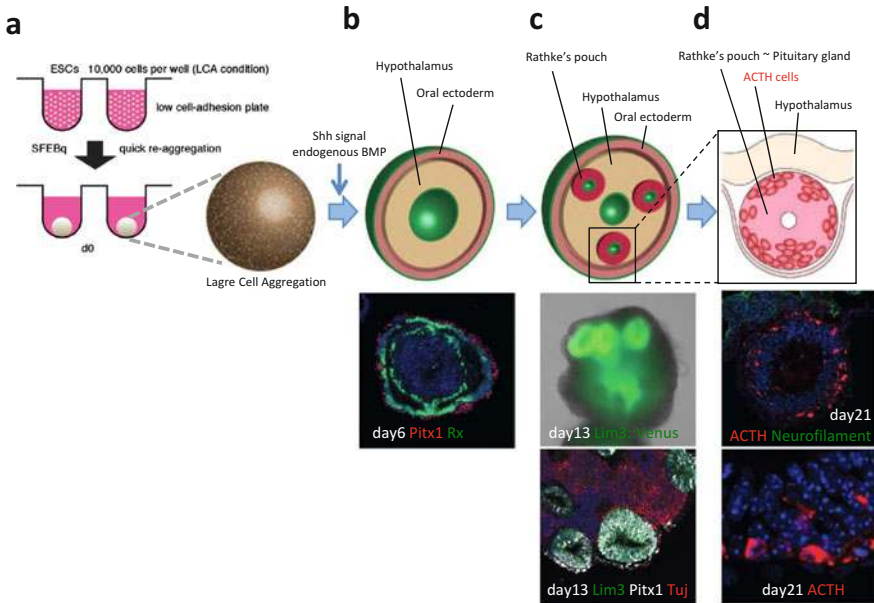 a
ESCs 10,000 cells per well (LCA condition)
low cell-adhesion plate
SFEBq
quick re-aggregation
d0
Lagre Cell Aggregation
Shh signal
endogenous BMP
b
Hypothalamus
Oral ectoderm
day6 Pitx1 Rx
c
Rathke's pouch
Hypothalamus
Oral ectoderm
day13 Lim3::Venus
day13 Lim3 Pitx1 Tuj
d
Rathke's pouch ~ Pituitary gland
ACTH cells
Hypothalamus
day21
ACTH Neurofilament
day21 ACTH